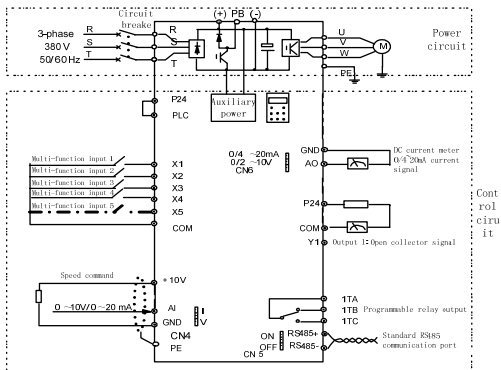 Circuit
breake
(+) PB (-)
R
S
T
3-phase
380 V
50/60 Hz
R
S
T
U
V
W
M
PE
Power
circuit
P24
PLC
Auxiliary
power
Multi-function input 1
Multi-function input 2
Multi-function input 3
Multi-function input 4
Multi-function input 5
X1
X2
X3
X4
X5
COM
0/4 ~20mA
0/2 ~10V
CN6
GND
AO
DC current meter
0/4~20mA current
signal
P24
COM
Y1
Output 1: Open collector signal
Cont
rol
ciru
it
Speed command
+10V
0 ~10V/0 ~20 mA
AI
GND
I
V
CN4
PE
1TA
1TB
1TC
Programmable relay output
ON
OFF
CN 5
RS485+
RS485-
Standard RS485
communication port